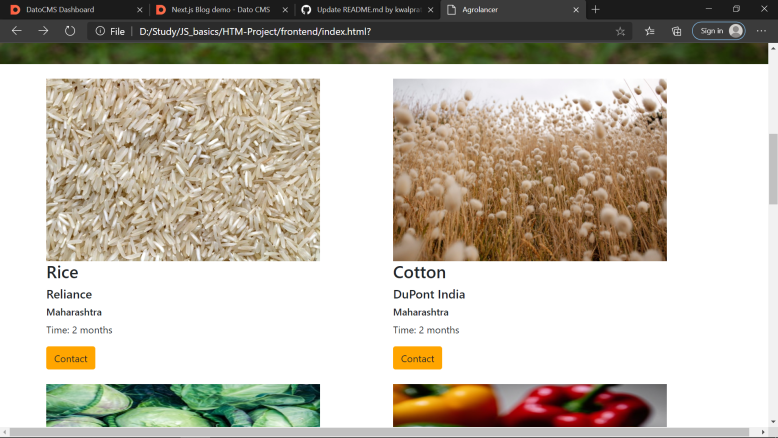 DatoCMS Dashboard
Next.js Blog demo - Dato CMS
Update README.md by kwalpra
Agrolancer
File
D:/Study/JS_basics/HTM-Project/frontend/index.html?
Sign in
Rice
Reliance
Maharashtra
Time: 2 months
Contact
Cotton
DuPont India
Maharashtra
Time: 2 months
Contact